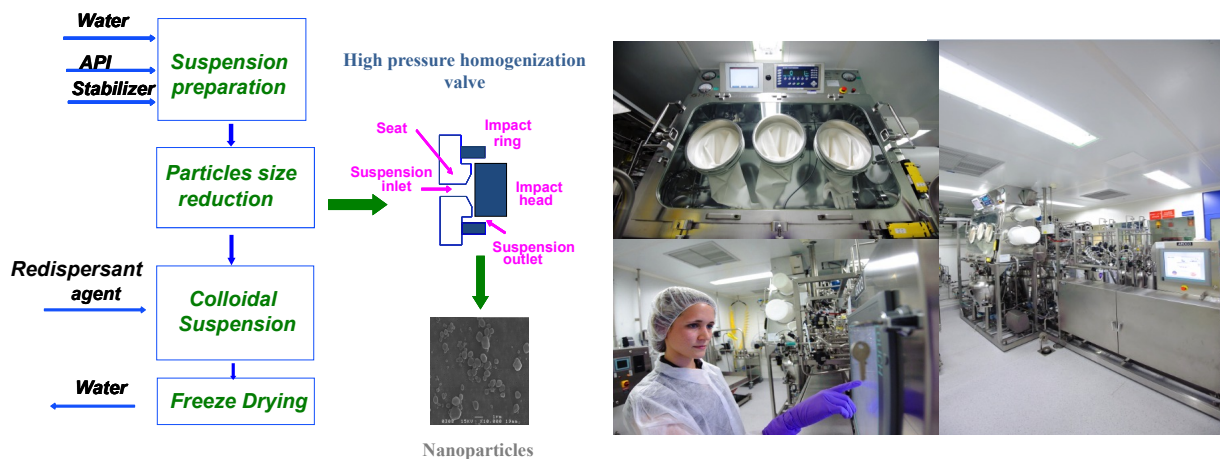 Water
API
Stabilizer
Suspension
preparation
Particles size
reduction
Redispersant
agent
Colloidal
Suspension
Water
Freeze Drying
High pressure homogenization
valve
Seat
Impact
ring
Suspension
inlet
Impact
head
Suspension
outlet
Nanoparticles